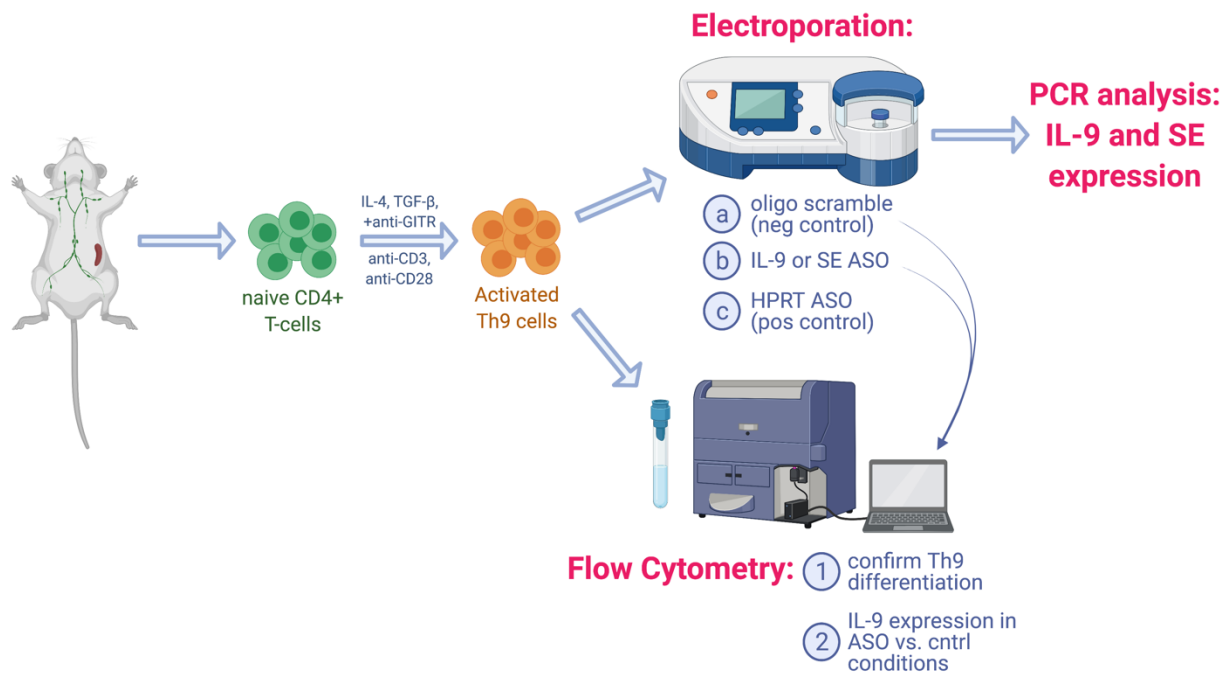 Electroporation:
PCR analysis:
IL-9 and SE
expression
IL-4, TGF-β,
+anti-GITR
anti-CD3,
anti-CD28
naive CD4+
T-cells
Activated
Th9 cells
a oligo scramble
(neg control)
b IL-9 or SE ASO
c HPRT ASO
(pos control)
Flow Cytometry:
1 confirm Th9
differentiation
2 IL-9 expression in
ASO vs. cntrl
conditions